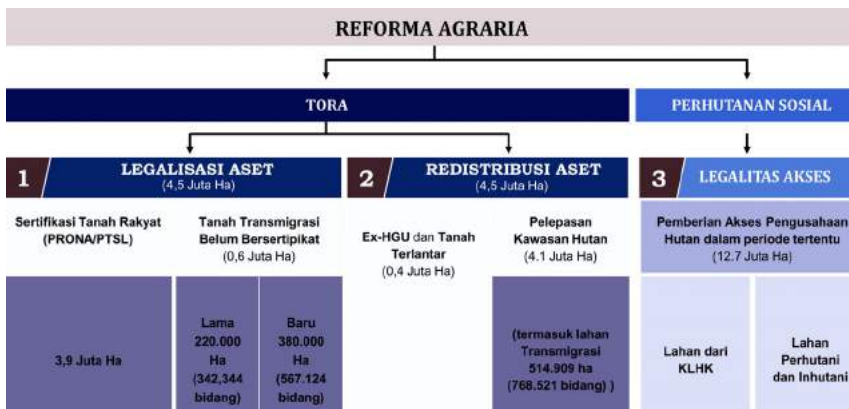 REFORMA AGRARIA
TORA
PERHUTANAN SOSIAL
1
LEGALISASI ASET
(4,5 Juta Ha)
2
REDISTRIBUSI ASET
(4,5 Juta Ha)
3
LEGALITAS AKSES
Sertifikasi Tanah Rakyat
(PRONA/PTSL)
Tanah Transmigrasi
Belum Bersertipikat
(0,6 Juta Ha)
Ex-HGU dan Tanah
Terlantar
(0,4 Juta Ha)
Pelepasan
Kawasan Hutan
(4.1 Juta Ha)
Pemberian Akses Pengusahaan
Hutan dalam periode tertentu
(12.7 Juta Ha)
3,9 Juta Ha
Lama
220.000
Ha
(342,344
bidang)
Baru
380.000
Ha
(567.124
bidang)
(termasuk lahan
Transmigrasi
514.909 ha
(768.521 bidang) )
Lahan dari
KLHK
Lahan
Perhutani
dan Inhutani